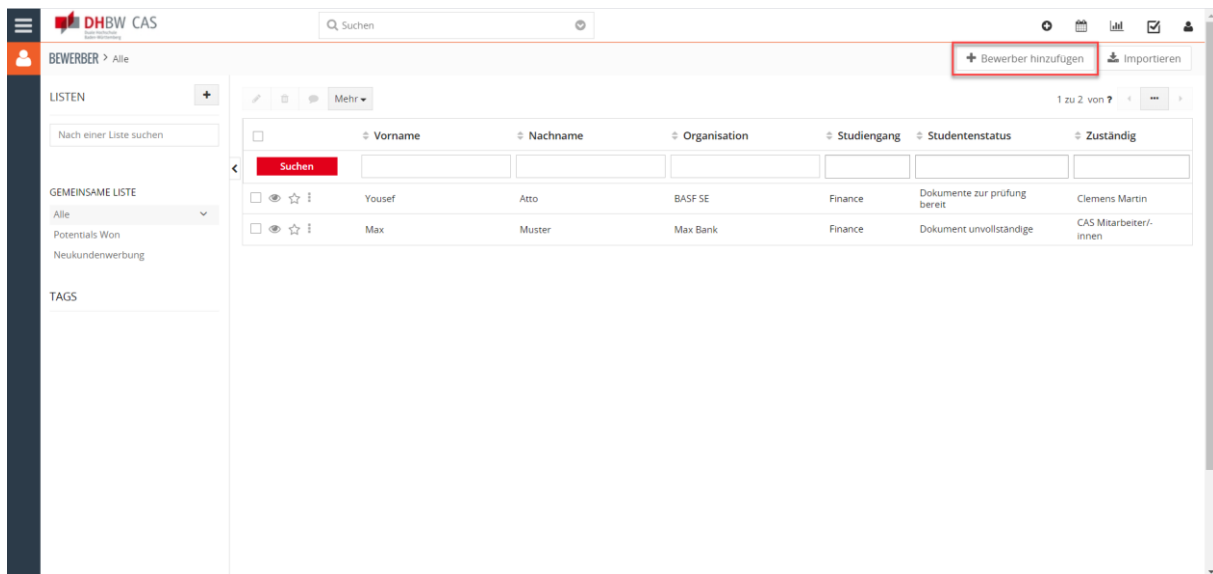 DHBW CAS
Suchen
BEWERBER > Alle
Bewerber hinzufügen
Importieren
LISTEN
Mehr
1 zu 2 von ?
Nach einer Liste suchen
Vorname
Nachname
Organisation
Studiengang
Studentenstatus
Zuständig
Suchen
GEMEINSAME LISTE
Alle
Potentials Won
Neukundenwerbung
TAGS
Yousef
Atto
BASF SE
Finance
Dokumente zur prüfung
bereit
Clemens Martin
Max
Muster
Max Bank
Finance
Dokument unvollständige
CAS Mitarbeiter/-
innen